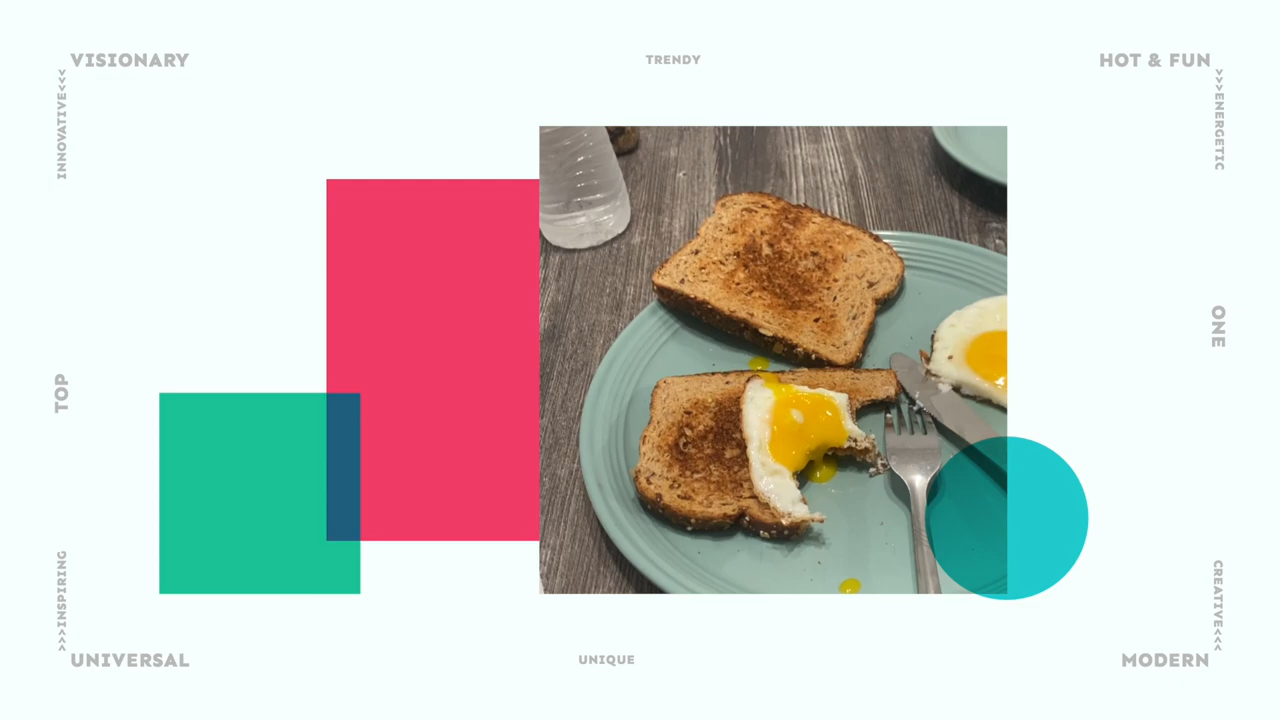 VISIONARY
TRENDY
HOT & FUN
INNOVATIVE<<<
>>>ENERGETIC
TOP
ONE
>>>INSPIRING
CREATIVE<<<
UNIVERSAL
UNIQUE
MODERN